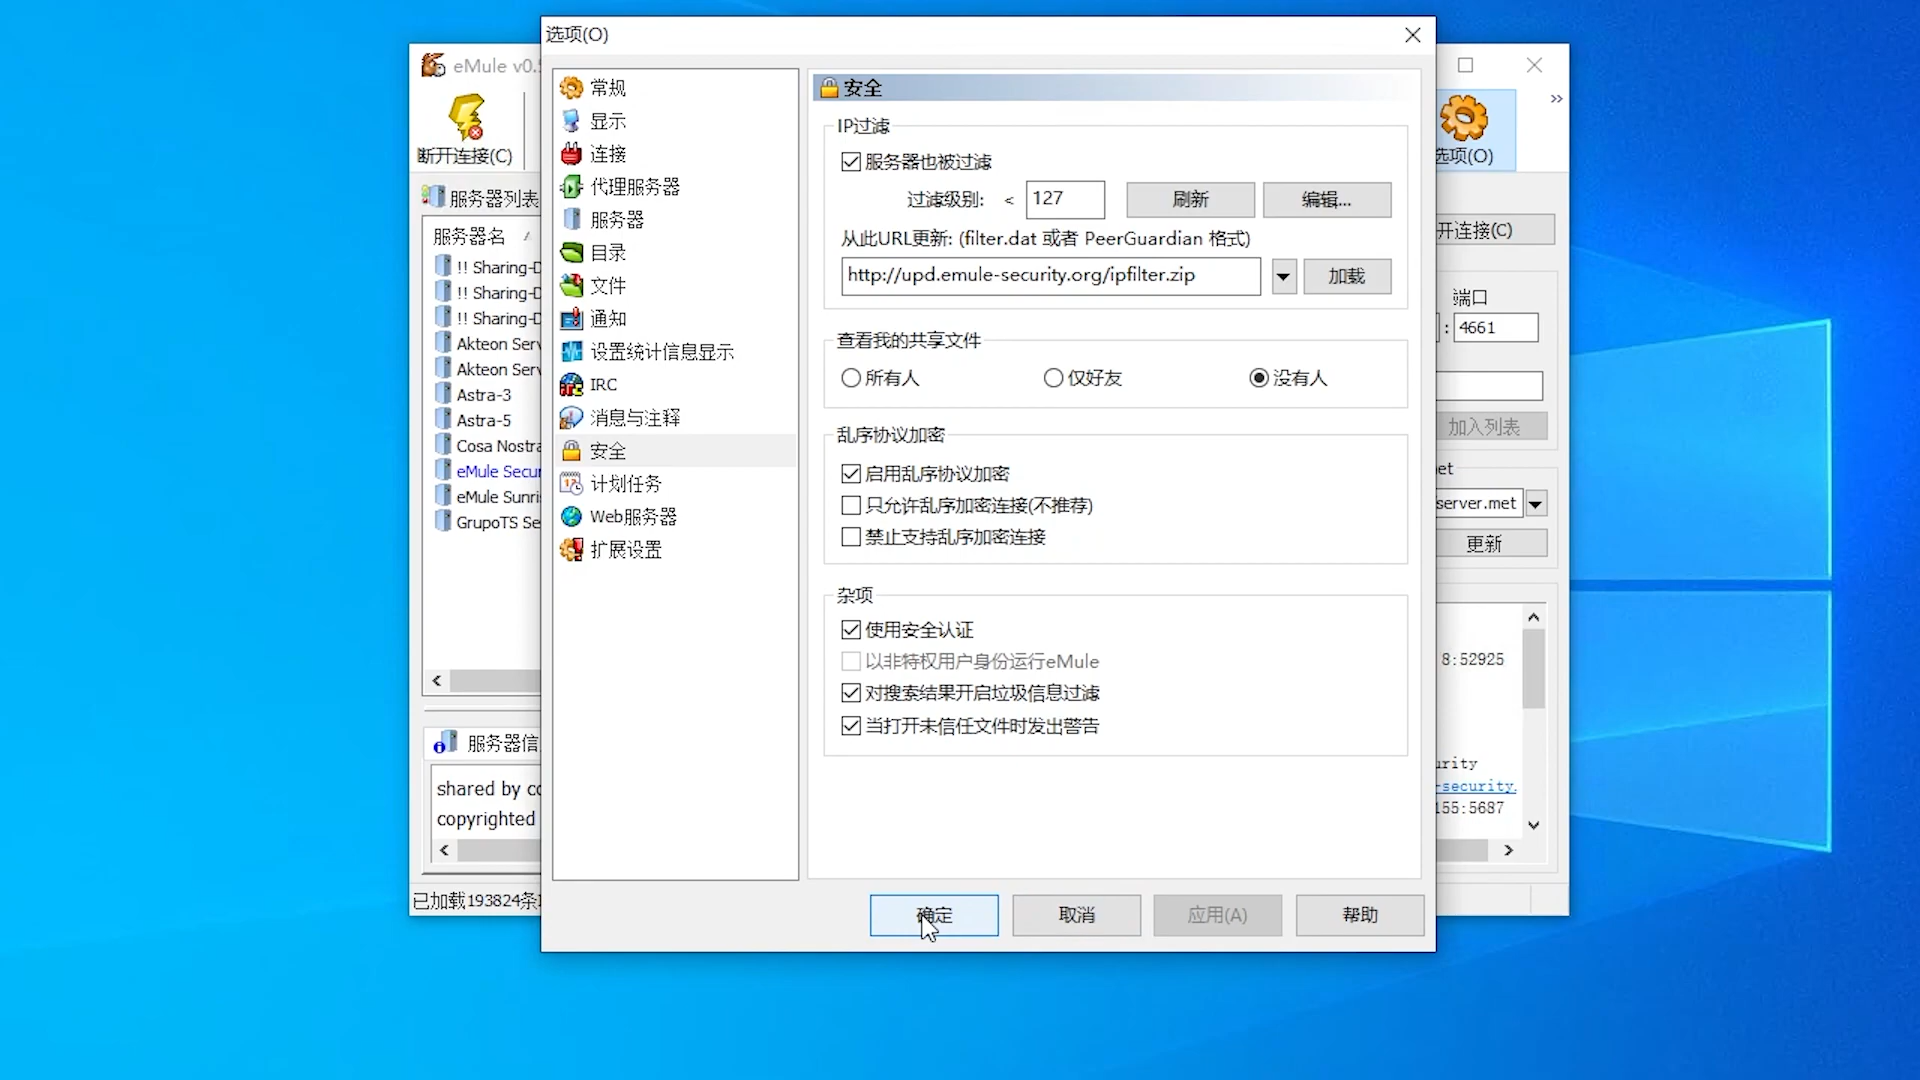 选项(O)
eMule v0.
断开连接(C)
选项(O)
服务器列表
服务器名
!! Sharing-D
!! Sharing-D
!! Sharing-D
Akteon Serv
Akteon Serv
Astra-3
Astra-5
Cosa Nostra
eMule Secur
eMule Sunri
GrupoTS Se
服务器信
shared by co
copyrighted
已加载193824条
常规
显示
连接
代理服务器
服务器
目录
文件
通知
设置统计信息显示
IRC
消息与注释
安全
计划任务
Web服务器
扩展设置
安全
IP过滤
服务器也被过滤
过滤级别: < 127 刷新 编辑...
从此URL更新: (filter.dat 或者 PeerGuardian 格式)
http://upd.emule-security.org/ipfilter.zip 加载
查看我的共享文件
所有人 仅好友 没有人
乱序协议加密
启用乱序协议加密
只允许乱序加密连接(不推荐)
禁止支持乱序加密连接
杂项
使用安全认证
以非特权用户身份运行eMule
对搜索结果开启垃圾信息过滤
当打开未信任文件时发出警告
确定 取消 应用(A) 帮助
开连接(C)
端口
: 4661
加入列表
et
server.met
更新
8:52925
urity
-security.
155:5687